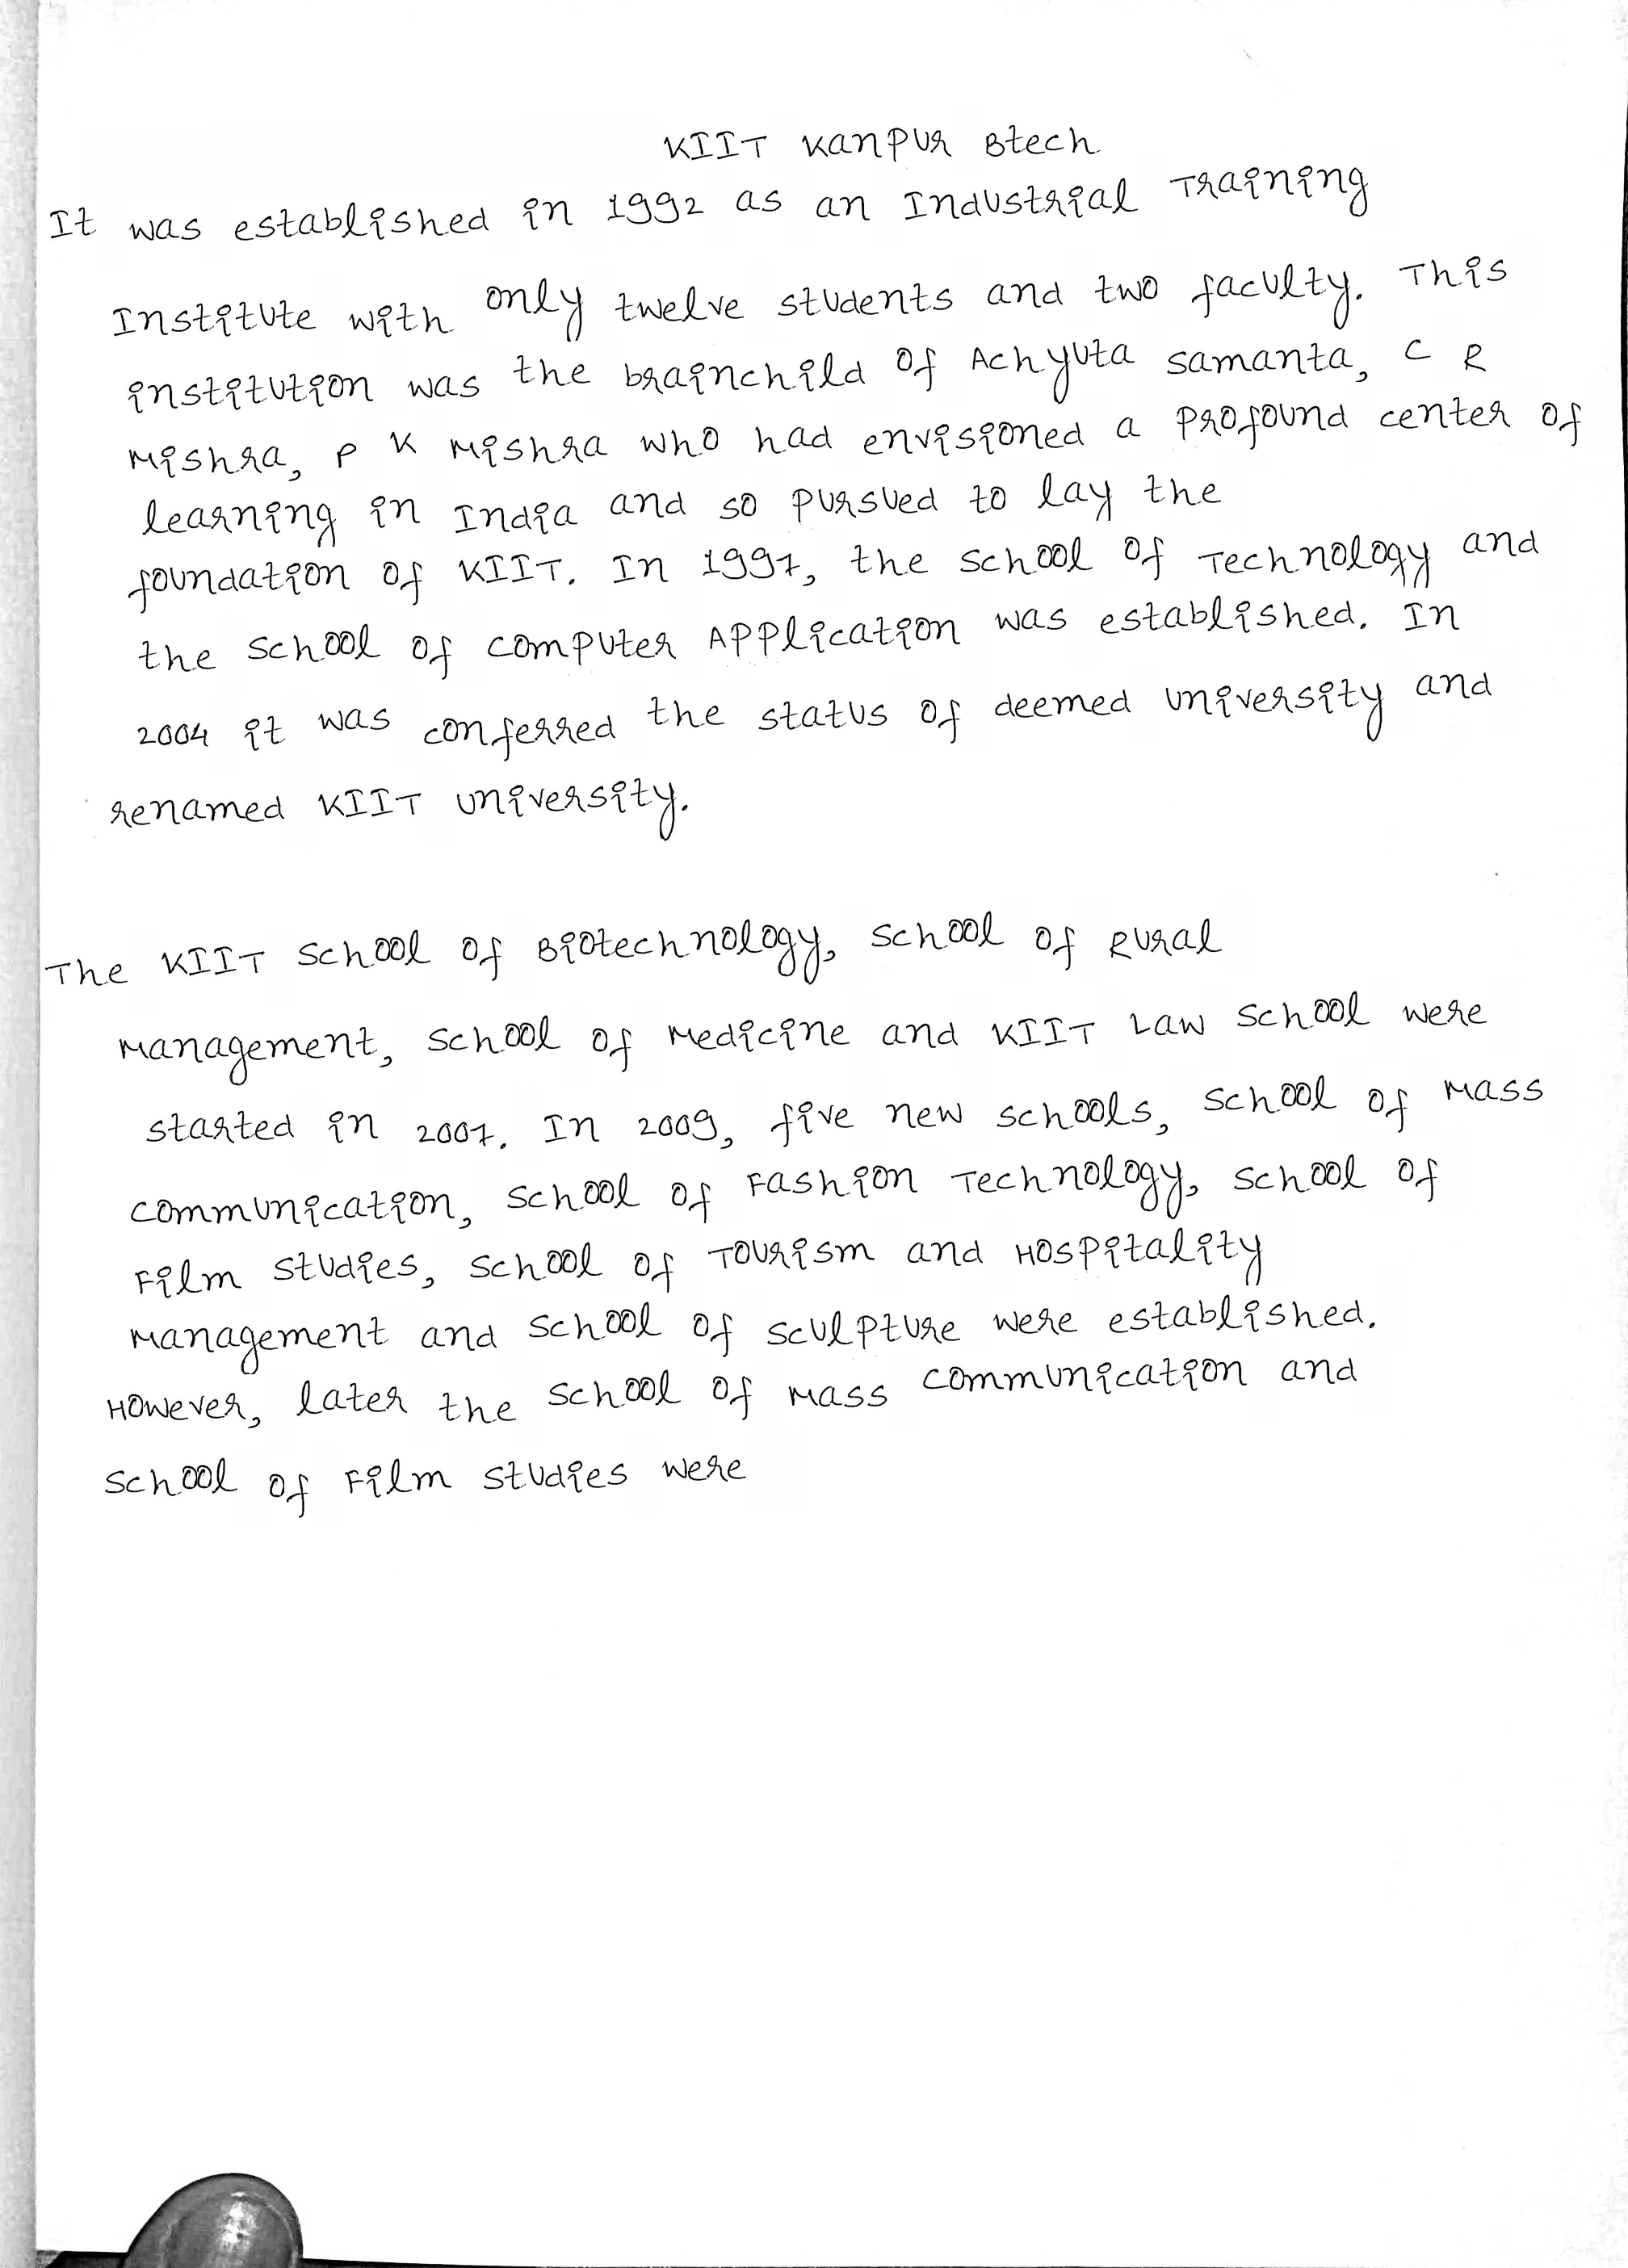 KIIT Kanpur Btech
It was established in 1992 as an Industrial Training
Institute with only twelve students and two faculty. This
institution was the brainchild of Achyuta Samanta, C R
Mishra, P K Mishra who had envisioned a profound center of
learning in India and so pursued to lay the
foundation of KIIT. In 1997, the School of Technology and
the School of Computer Application was established. In
2004 it was conferred the status of deemed university and
renamed KIIT University.
The KIIT School of Biotechnology, School of Rural
Management, School of Medicine and KIIT Law School were
started in 2007. In 2009, five new schools, School of Mass
Communication, School of Fashion Technology, School of
Film Studies, School of Tourism and Hospitality
Management and School of Sculpture were established.
However, later the School of Mass Communication and
School of Film Studies were